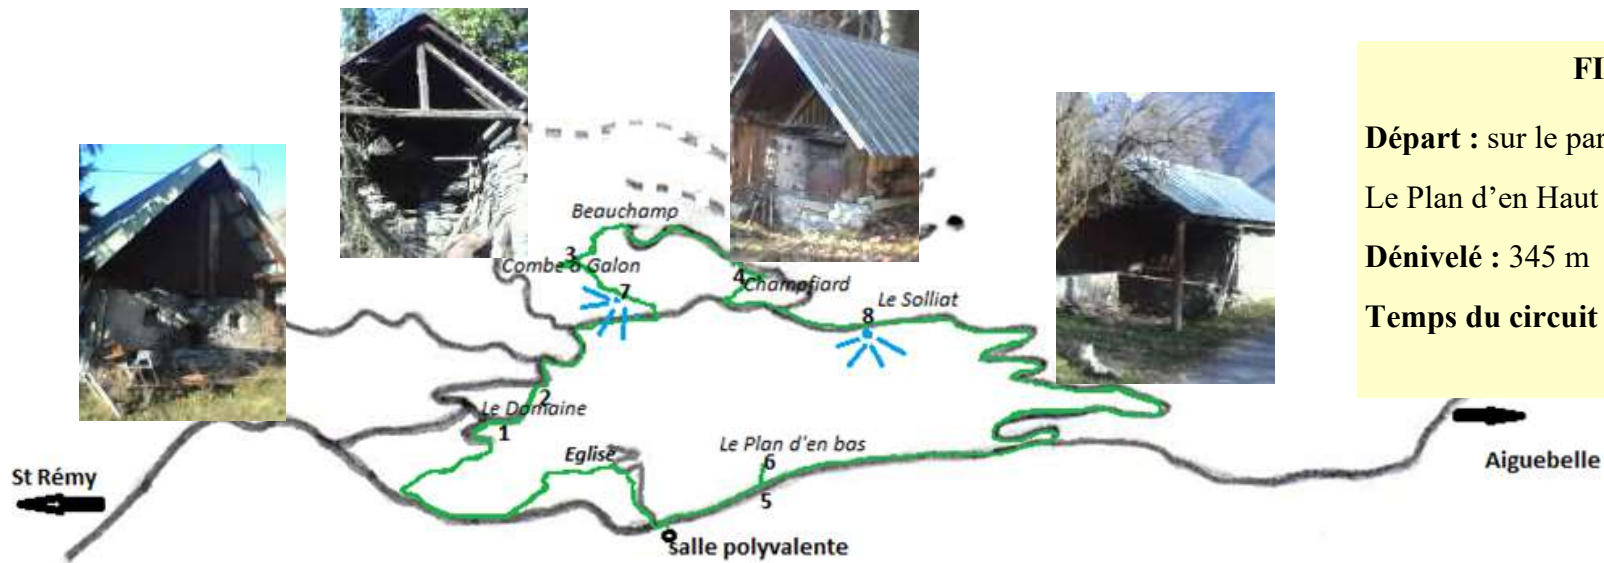 FI
Départ : sur le par
Le Plan d'en Haut
Dénivelé : 345 m
Temps du circuit
Beauchamp
3
Combe à Galon
7
4
Champfiard
Le Solliat
8
2
Le Domaine
1
Eglise
Le Plan d'en bas
6
5
St Rémy
Aiguebelle
salle polyvalente